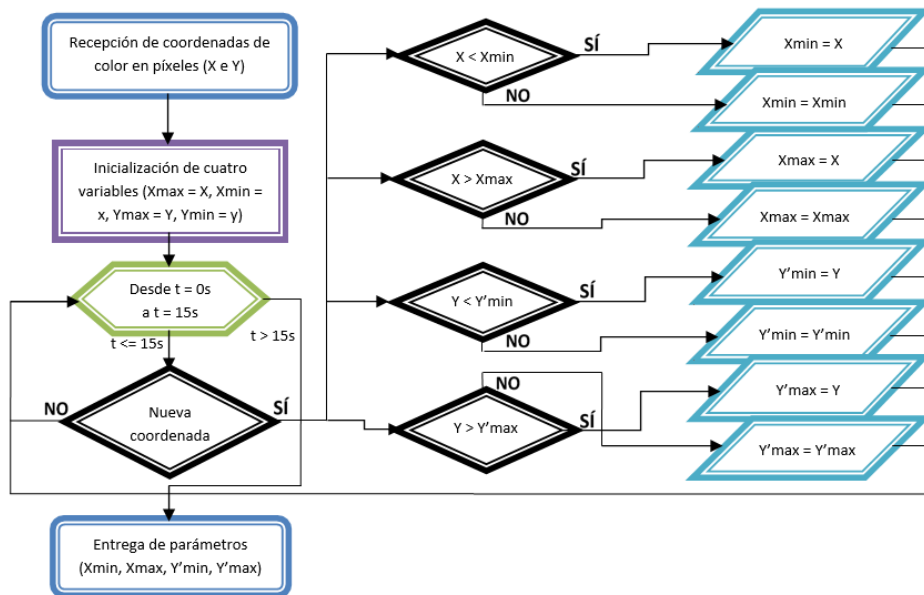 Recepción de coordenadas de
color en píxeles (X e Y)
Inicialización de cuatro
variables (Xmax = X, Xmin =
x, Ymax = Y, Ymin = y)
Desde t = 0s
a t = 15s
t <= 15s
t > 15s
NO
Nueva
coordenada
SÍ
Entrega de parámetros
(Xmin, Xmax, Y’min, Y’max)
X < Xmin
SÍ
NO
Xmin = X
Xmin = Xmin
X > Xmax
SÍ
NO
Xmax = X
Xmax = Xmax
Y < Y’min
SÍ
NO
Y’min = Y
Y’min = Y’min
NO
Y > Y’max
SÍ
Y’max = Y
Y’max = Y’max